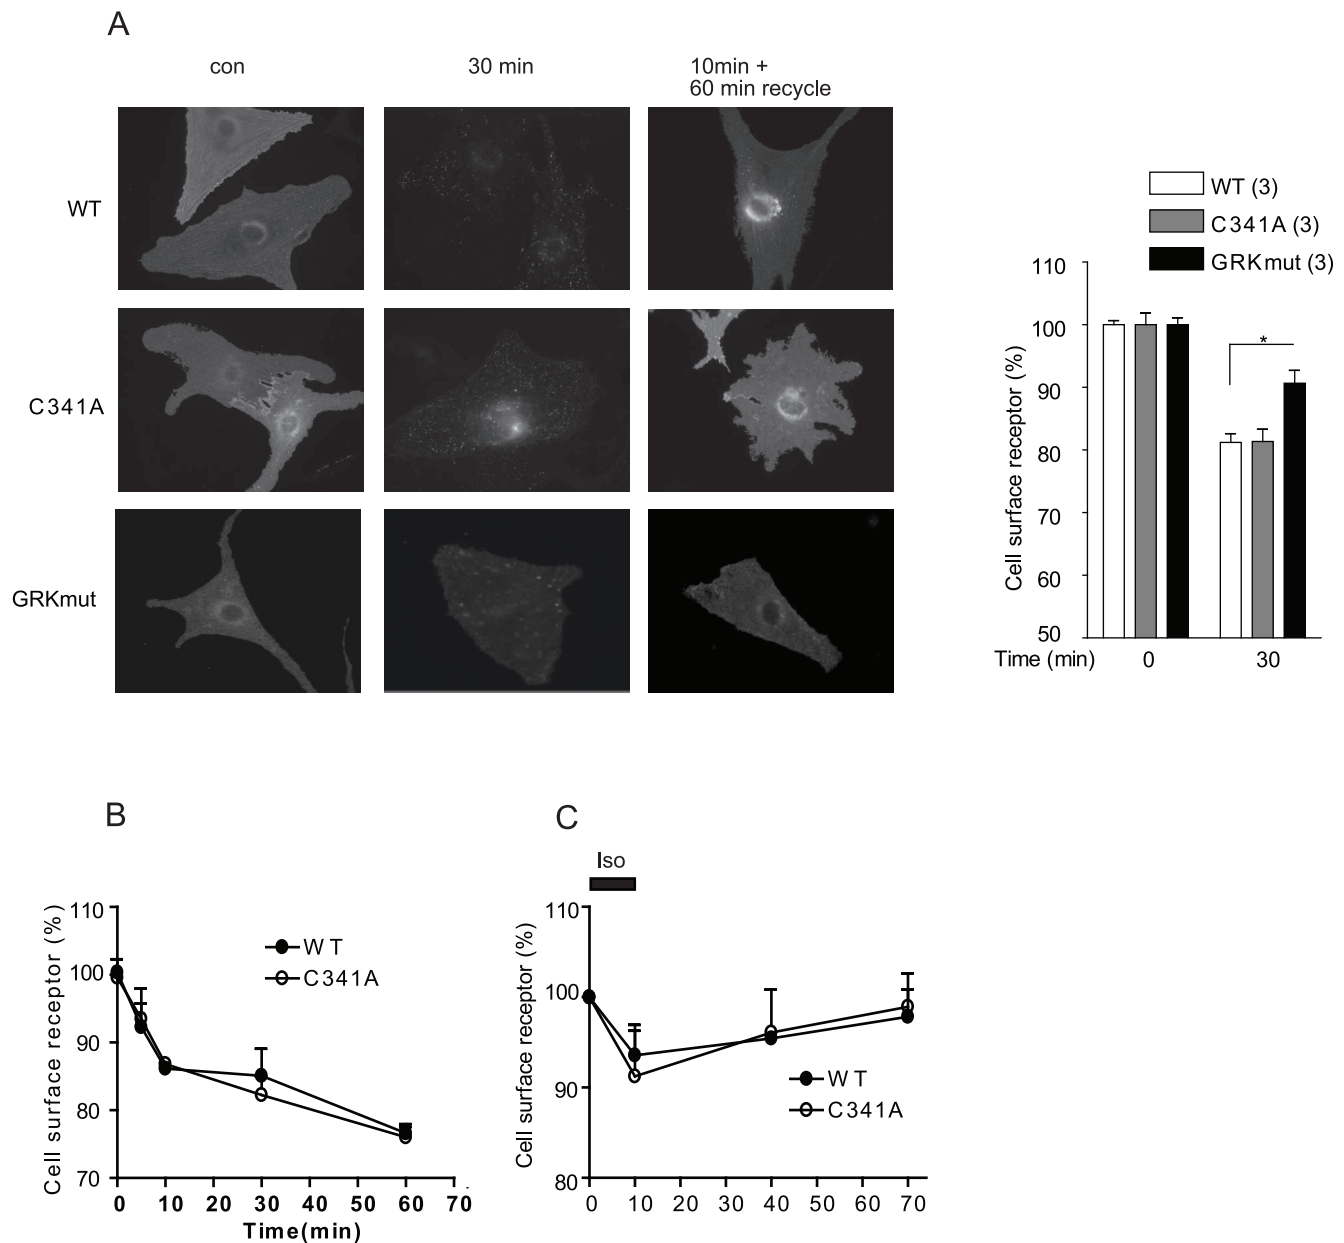 A
con
30 min
10min +
60 min recycle
WT
C341A
GRKmut
WT (3)
C341A (3)
GRKmut (3)
Cell surface receptor (%)
110
100
90
80
70
60
50
*
Time (min)
0
30
B
Cell surface receptor (%)
110
100
90
80
70
WT
C341A
0 10 20 30 40 50 60 70
Time(min)
C
Iso
Cell surface receptor (%)
110
100
90
80
WT
C341A
0 10 20 30 40 50 60 70